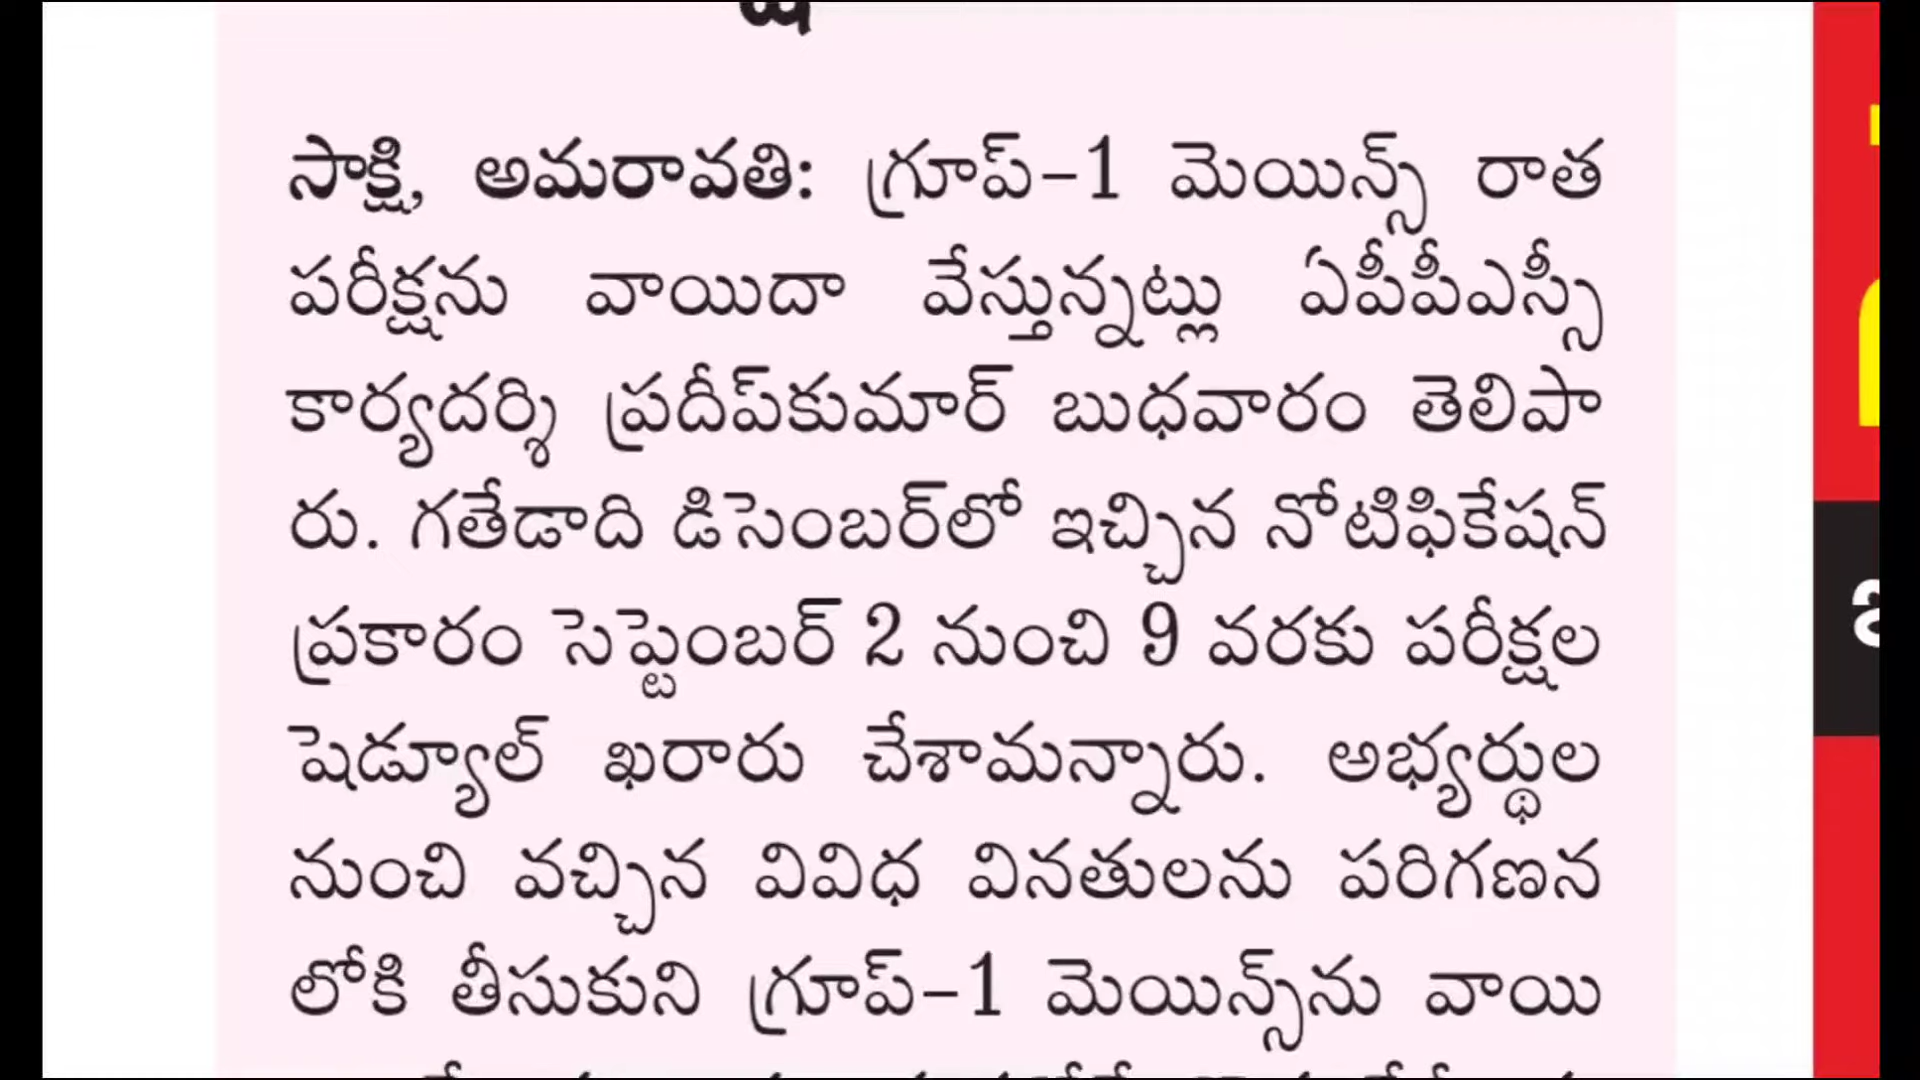 సాక్షి, అమరావతి: గ్రూప్-1 మెయిన్స్ రాత
పరీక్షను వాయిదా వేస్తున్నట్లు ఏపీపీఎస్సీ
కార్యదర్శి ప్రదీప్‌కుమార్ బుధవారం తెలిపా
రు. గతేడాది డిసెంబర్‌లో ఇచ్చిన నోటిఫికేషన్
ప్రకారం సెప్టెంబర్ 2 నుంచి 9 వరకు పరీక్షల
షెడ్యూల్ ఖరారు చేశామన్నారు. అభ్యర్థుల
నుంచి వచ్చిన వివిధ వినతులను పరిగణన
లోకి తీసుకుని గ్రూప్-1 మెయిన్స్‌ను వాయి